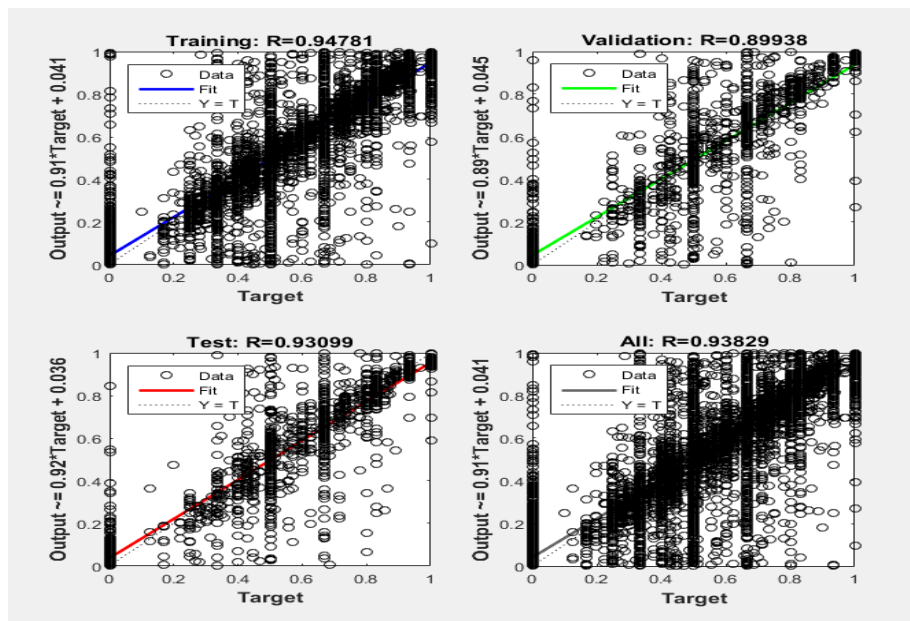 Training: R=0.94781
Output ~= 0.91*Target + 0.041
1
0.8
0.6
0.4
0.2
0
Data
Fit
Y = T
0 0.2 0.4 0.6 0.8 1
Target
Validation: R=0.89938
Output ~= 0.89*Target + 0.045
1
0.8
0.6
0.4
0.2
0
Data
Fit
Y = T
0 0.2 0.4 0.6 0.8 1
Target
Test: R=0.93099
Output ~= 0.92*Target + 0.036
1
0.8
0.6
0.4
0.2
0
Data
Fit
Y = T
0 0.2 0.4 0.6 0.8 1
Target
All: R=0.93829
Output ~= 0.91*Target + 0.041
1
0.8
0.6
0.4
0.2
0
Data
Fit
Y = T
0 0.2 0.4 0.6 0.8 1
Target